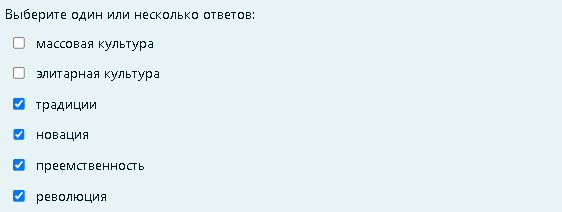 Выберите один или несколько ответов:
массовая культура
элитарная культура
традиции
новация
преемственность
революция